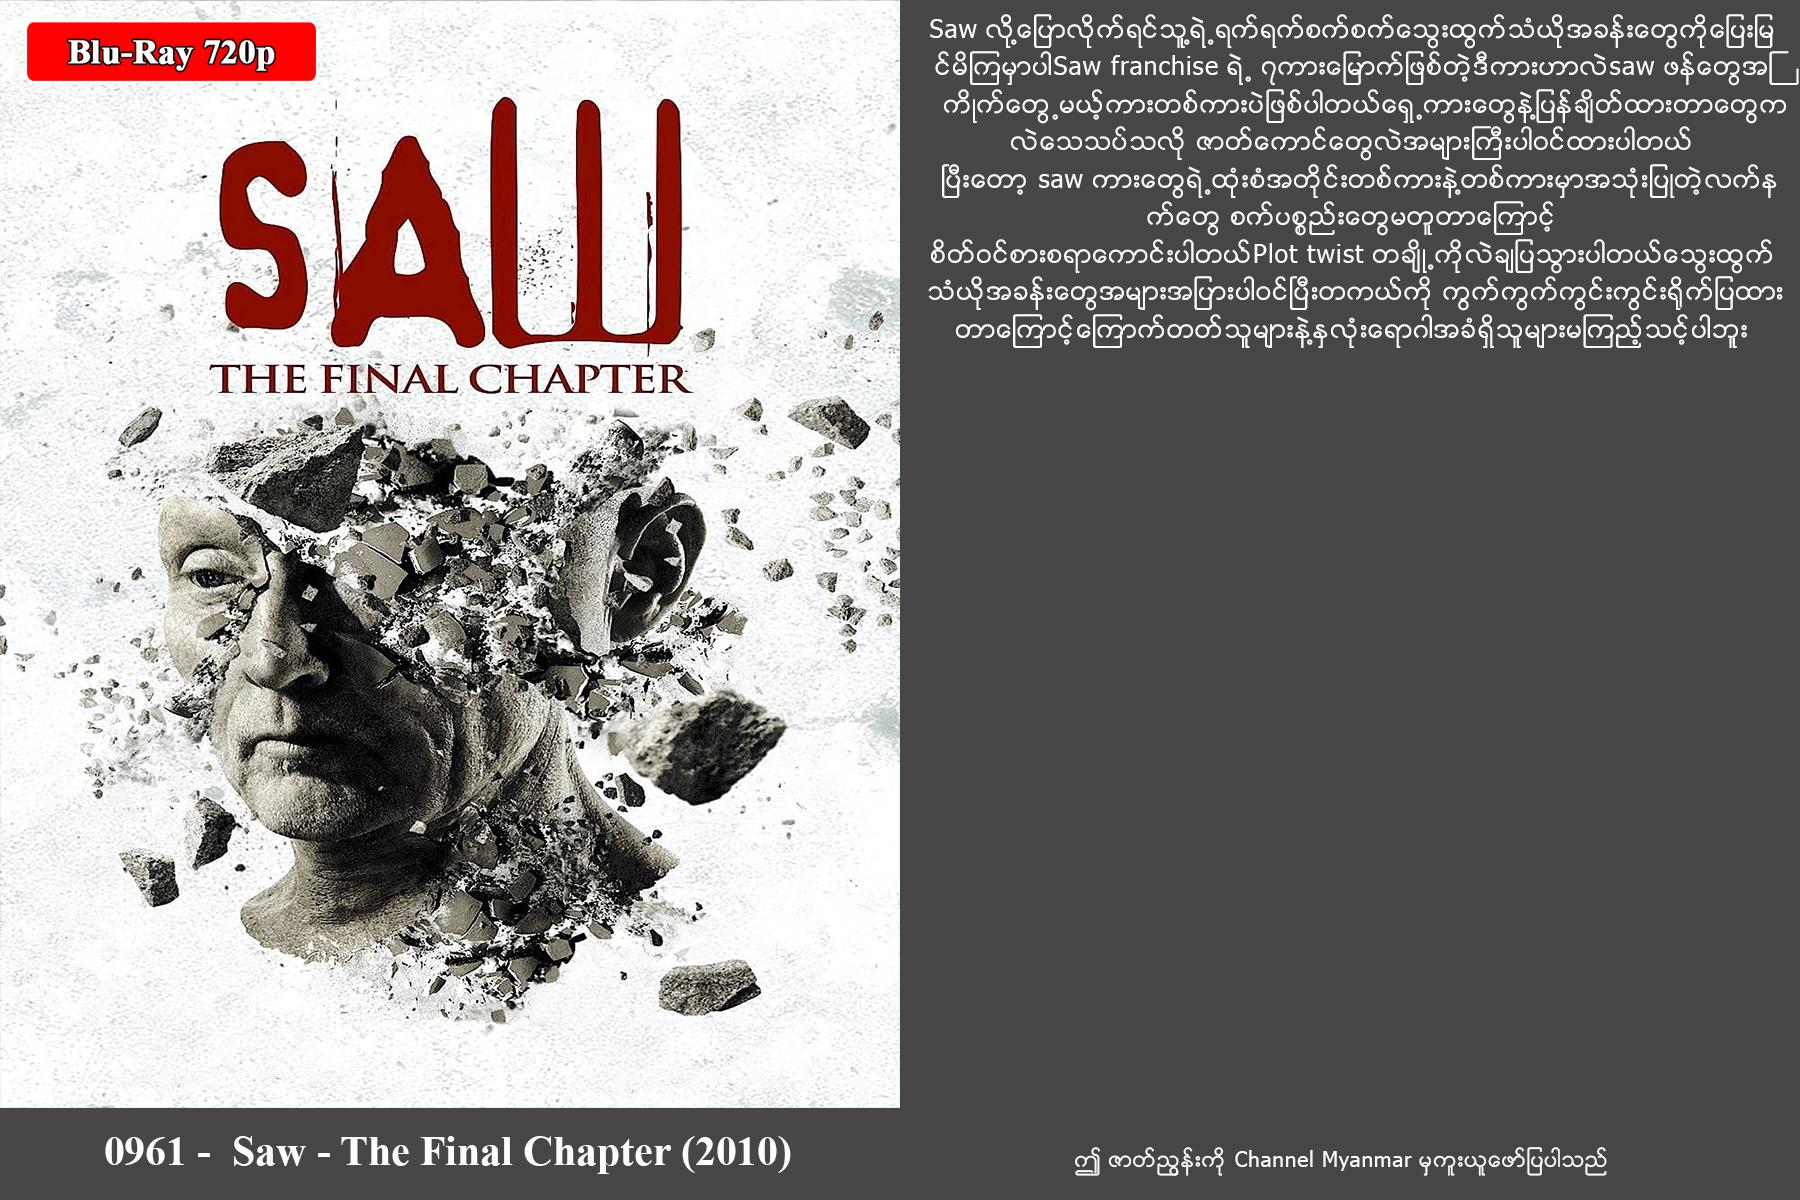 Blu-Ray 720p
SAW
THE FINAL CHAPTER
0961 -  Saw - The Final Chapter (2010)
Saw လို့ပြောလိုက်ရင်သူ့ရဲ့ရက်ရက်စက်စက်သွေးထွက်သံယိုအခန်းတွေကိုပြေးမြ
င်မိကြမှာပါSaw franchise ရဲ့ ၇ကားမြောက်ဖြစ်တဲ့ဒီကားဟာလဲsaw ဖန်တွေအကြ
ကိုက်တွေ့မယ့်ကားတစ်ကားပဲဖြစ်ပါတယ်ရှေ့ကားတွေနဲ့ပြန်ချိတ်ထားတာတွေက
လဲသေသပ်သလို ဇာတ်ကောင်တွေလဲအများကြီးပါဝင်ထားပါတယ်
ပြီးတော့ saw ကားတွေရဲ့ထုံးစံအတိုင်းတစ်ကားနဲ့တစ်ကားမှာအသုံးပြုတဲ့လက်န
က်တွေ စက်ပစ္စည်းတွေမတူတာကြောင့်
စိတ်ဝင်စားစရာကောင်းပါတယ်Plot twist တချို့ကိုလဲချပြသွားပါတယ်သွေးထွက်
သံယိုအခန်းတွေအများအပြားပါဝင်ပြီးတကယ်ကို ကွက်ကွက်ကွင်းကွင်းရိုက်ပြထား
တာကြောင့်ကြောက်တတ်သူများနဲ့နှလုံးရောဂါအခံရှိသူများမကြည့်သင့်ပါဘူး
ဤ ဇာတ်ညွှန်းကို Channel Myanmar မှကူးယူဖော်ပြပါသည်